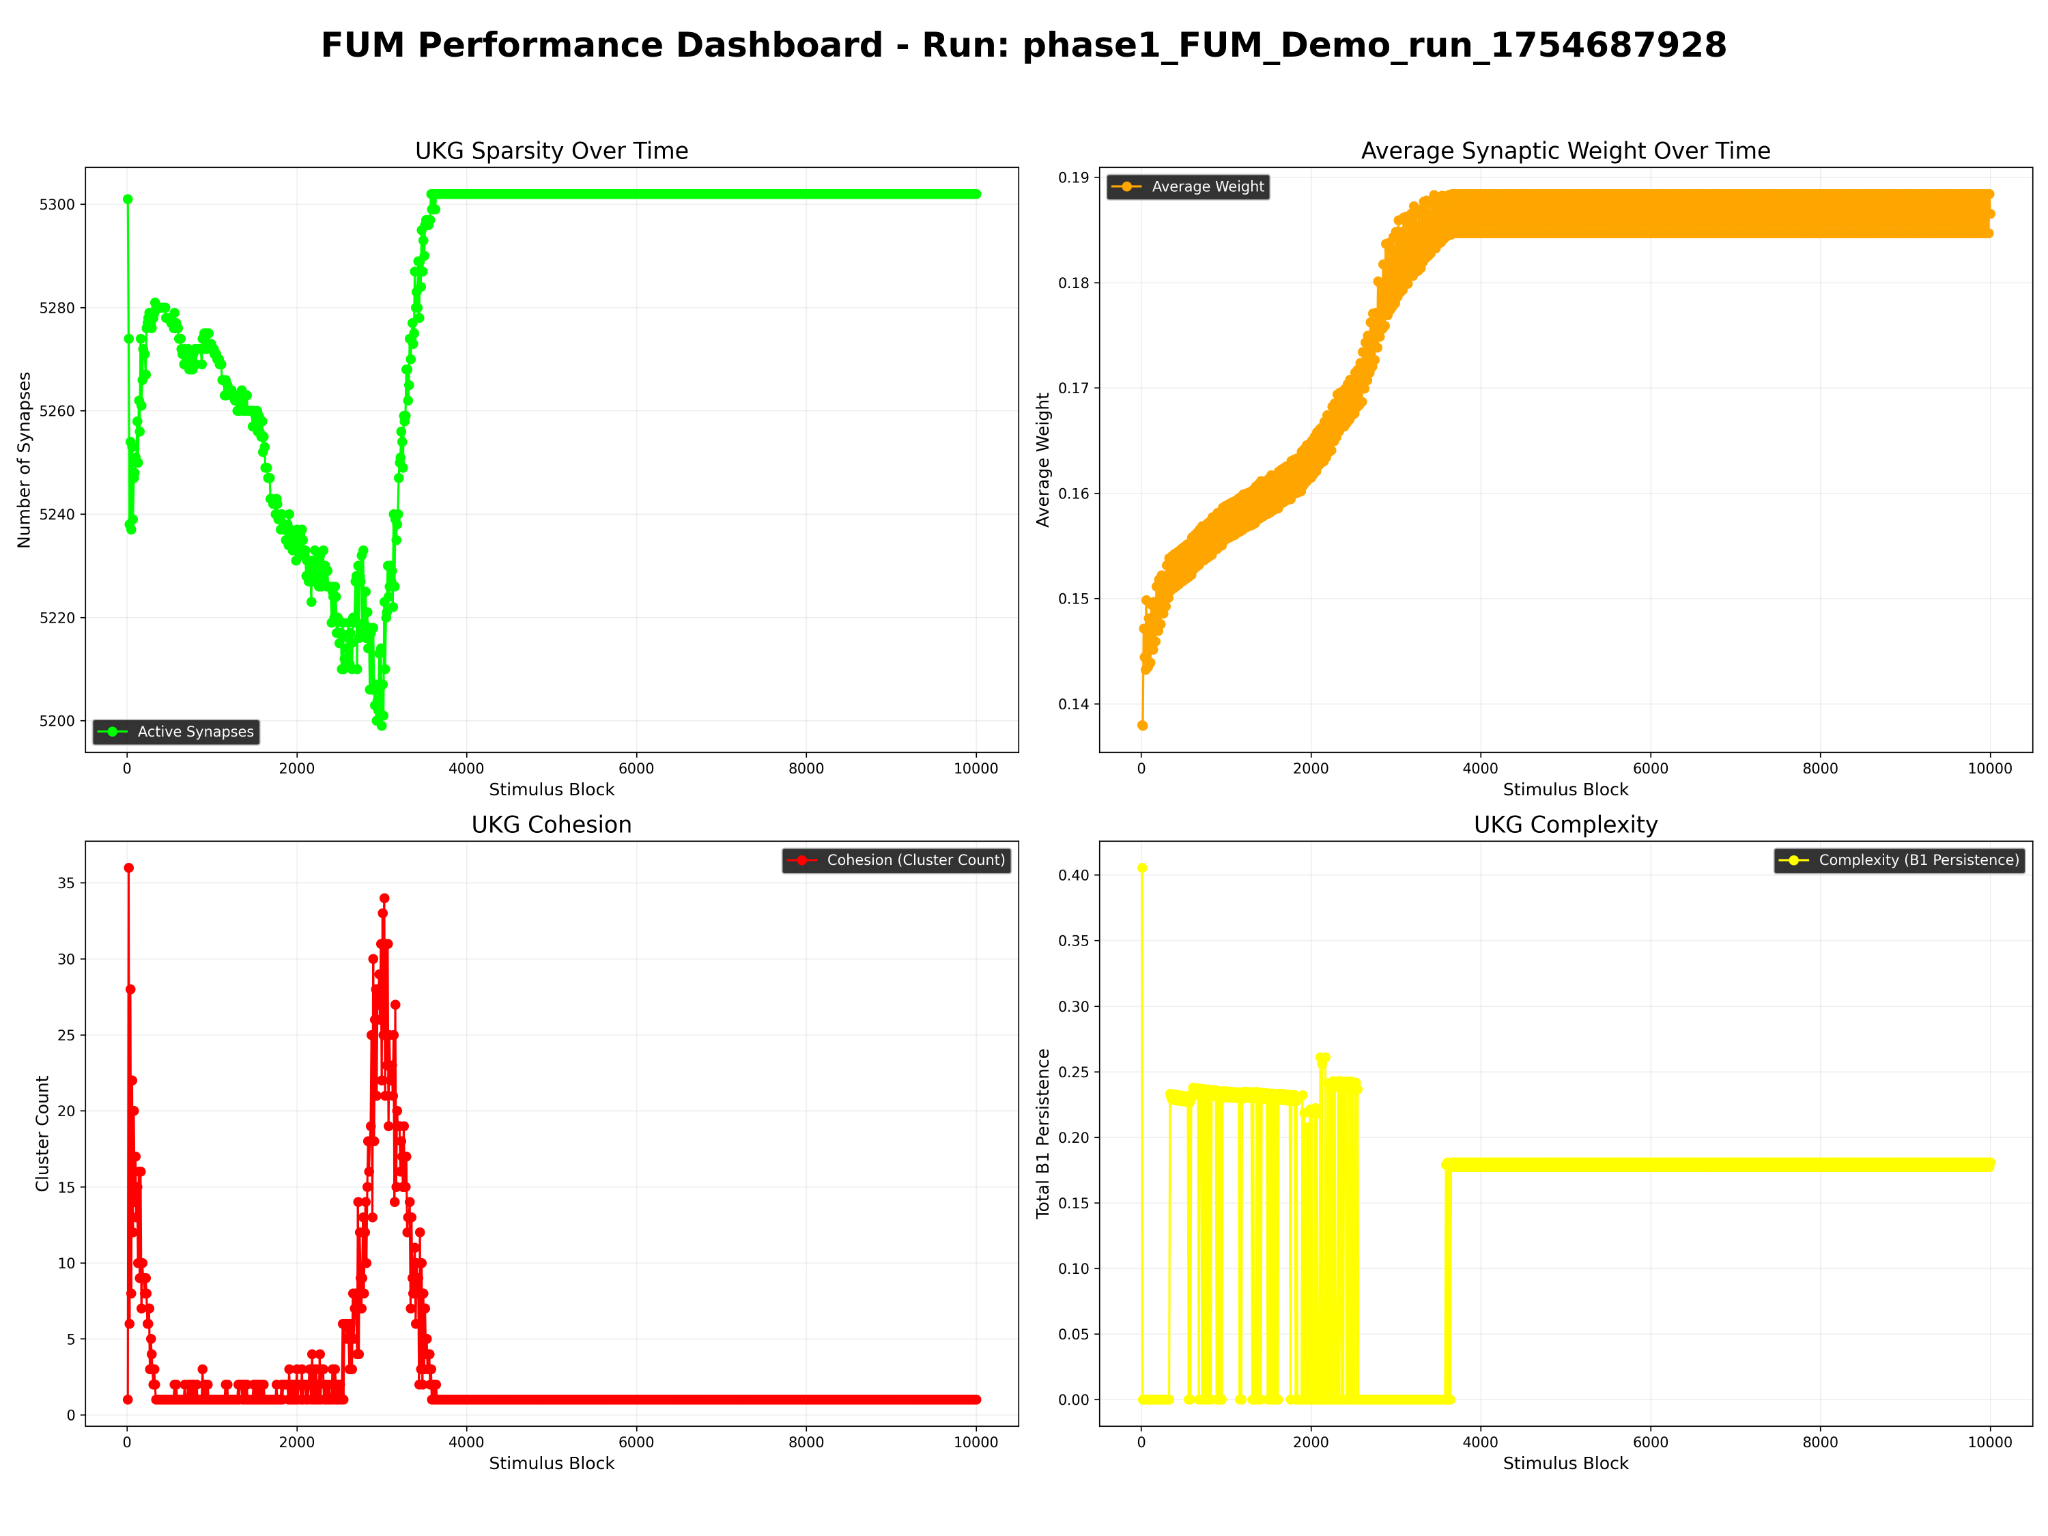 FUM Performance Dashboard - Run: phase1_FUM_Demo_run_1754687928
UKG Sparsity Over Time
Number of Synapses
5300
5280
5260
5240
5220
5200
Active Synapses
0 2000 4000 6000 8000 10000
Stimulus Block
Average Synaptic Weight Over Time
Average Weight
0.19
0.18
0.17
0.16
0.15
0.14
Average Weight
0 2000 4000 6000 8000 10000
Stimulus Block
UKG Cohesion
Cluster Count
35
30
25
20
15
10
5
0
Cohesion (Cluster Count)
0 2000 4000 6000 8000 10000
Stimulus Block
UKG Complexity
Total B1 Persistence
0.40
0.35
0.30
0.25
0.20
0.15
0.10
0.05
0.00
Complexity (B1 Persistence)
0 2000 4000 6000 8000 10000
Stimulus Block